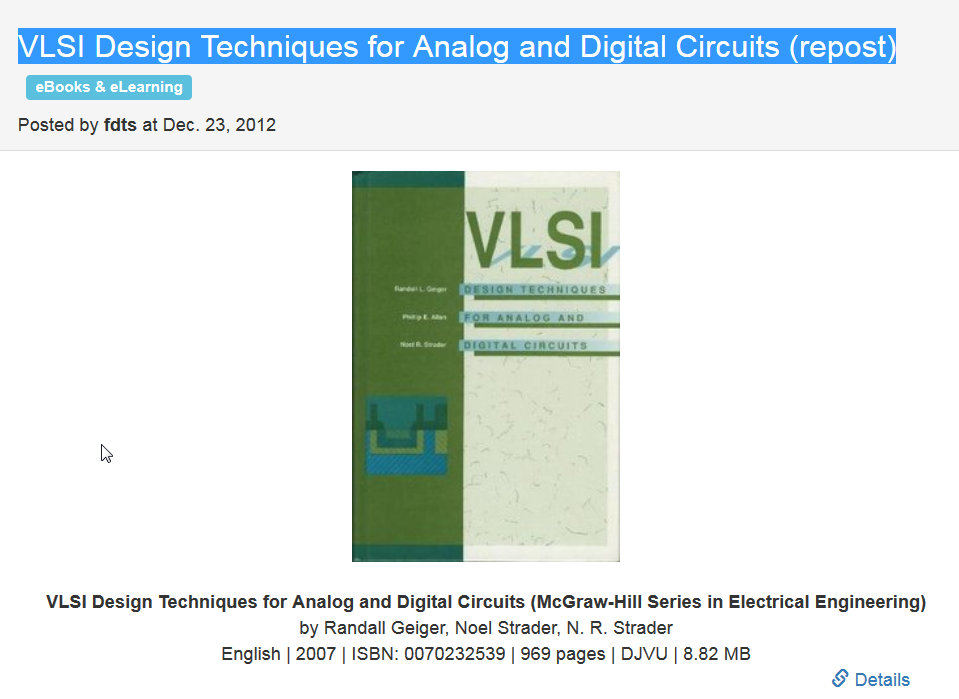 VLSI Design Techniques for Analog and Digital Circuits (repost)
eBooks & eLearning
Posted by fdts at Dec. 23, 2012
VLSI
Randall L. Geiger
DESIGN TECHNIQUES
Phillip E. Allen
FOR ANALOG AND
Noel R. Strader
DIGITAL CIRCUITS
VLSI Design Techniques for Analog and Digital Circuits (McGraw-Hill Series in Electrical Engineering)
by Randall Geiger, Noel Strader, N. R. Strader
English | 2007 | ISBN: 0070232539 | 969 pages | DJVU | 8.82 MB
Details